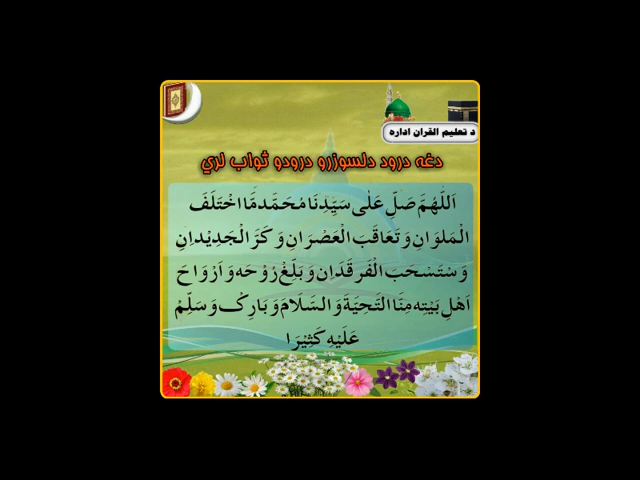 د تعلیم القران اداره
دغه درود دلسوزرو درودو ثواب لري
اَللّٰهُمَّ صَلِّ عَلٰی سَيِّدِنَا مُحَمَّدٍ مَّا اخْتَلَفَ
الْمَلَوَانِ وَتَعَاقَبَ الْعَصْرَانِ وَكَرَّ الْجَدِيْدَانِ
وَسْتَسْحَبَ الْفَرْقَدَانِ وَبَلِّغْ رُوْحَهٗ وَاَرْوَاحَ
اَهْلِ بَيْتِهٖ مِنَّا التَّحِيَّةَ وَالسَّلَامَ وَبَارِكْ وَسَلِّمْ
عَلَيْهِ كَثِيْرًا